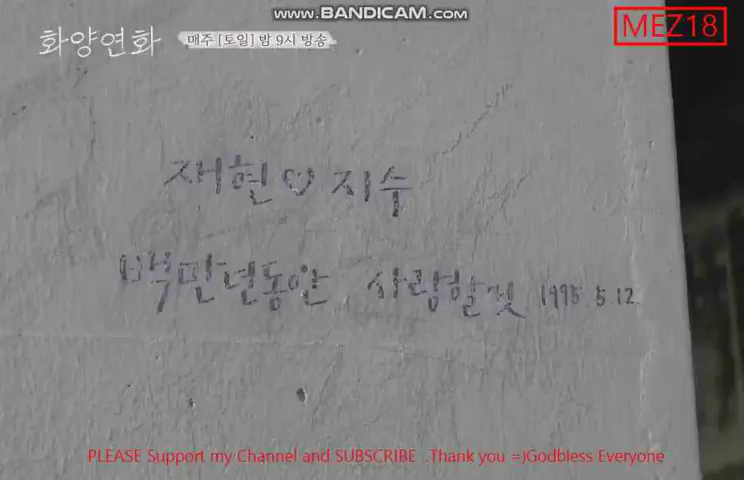 www.BANDICAM.com
화양연화 매주 [토일] 밤 9시 방송
MEZ18
재현♡지수
백만년동안 사랑할것 5.12
PLEASE Support my Channel and SUBSCRIBE ..Thank you =)Godbless Everyone